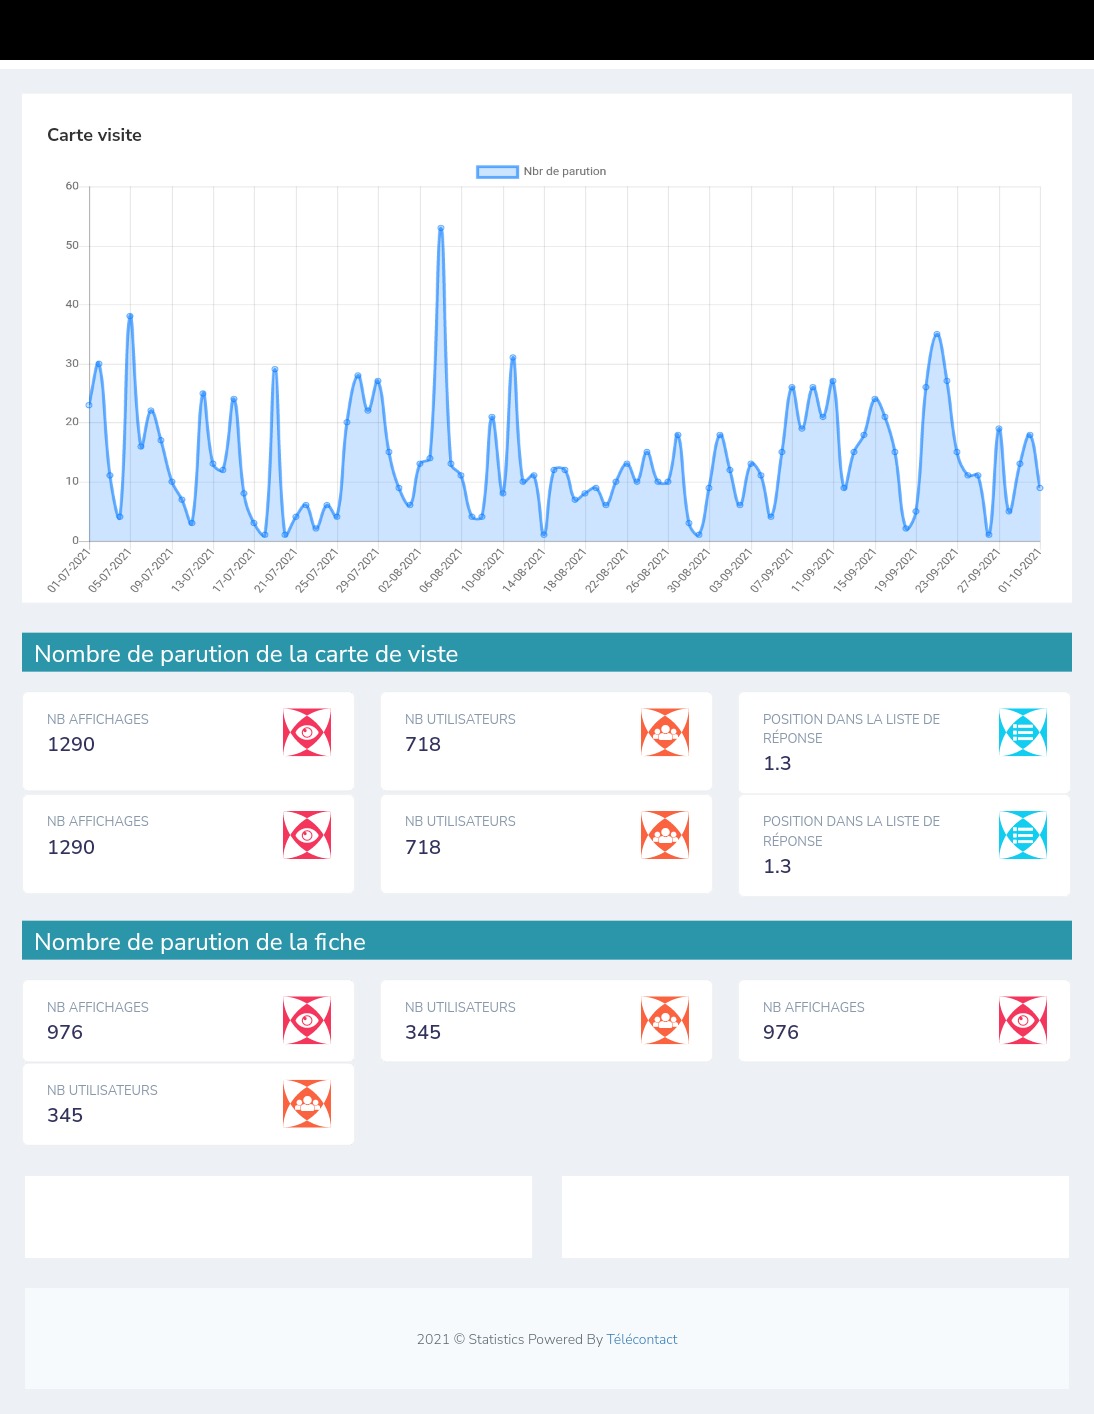 Carte visite
Nbr de parution
60
50
40
30
20
10
0
01-07-2021 05-07-2021 09-07-2021 13-07-2021 17-07-2021 21-07-2021 25-07-2021 29-07-2021 02-08-2021 06-08-2021 10-08-2021 14-08-2021 18-08-2021 22-08-2021 26-08-2021 30-08-2021 03-09-2021 07-09-2021 11-09-2021 15-09-2021 19-09-2021 23-09-2021 27-09-2021 01-10-2021
Nombre de parution de la carte de viste
NB AFFICHAGES
1290
NB UTILISATEURS
718
POSITION DANS LA LISTE DE
RÉPONSE
1.3
NB AFFICHAGES
1290
NB UTILISATEURS
718
POSITION DANS LA LISTE DE
RÉPONSE
1.3
Nombre de parution de la fiche
NB AFFICHAGES
976
NB UTILISATEURS
345
NB AFFICHAGES
976
NB UTILISATEURS
345
2021 © Statistics Powered By Télécontact